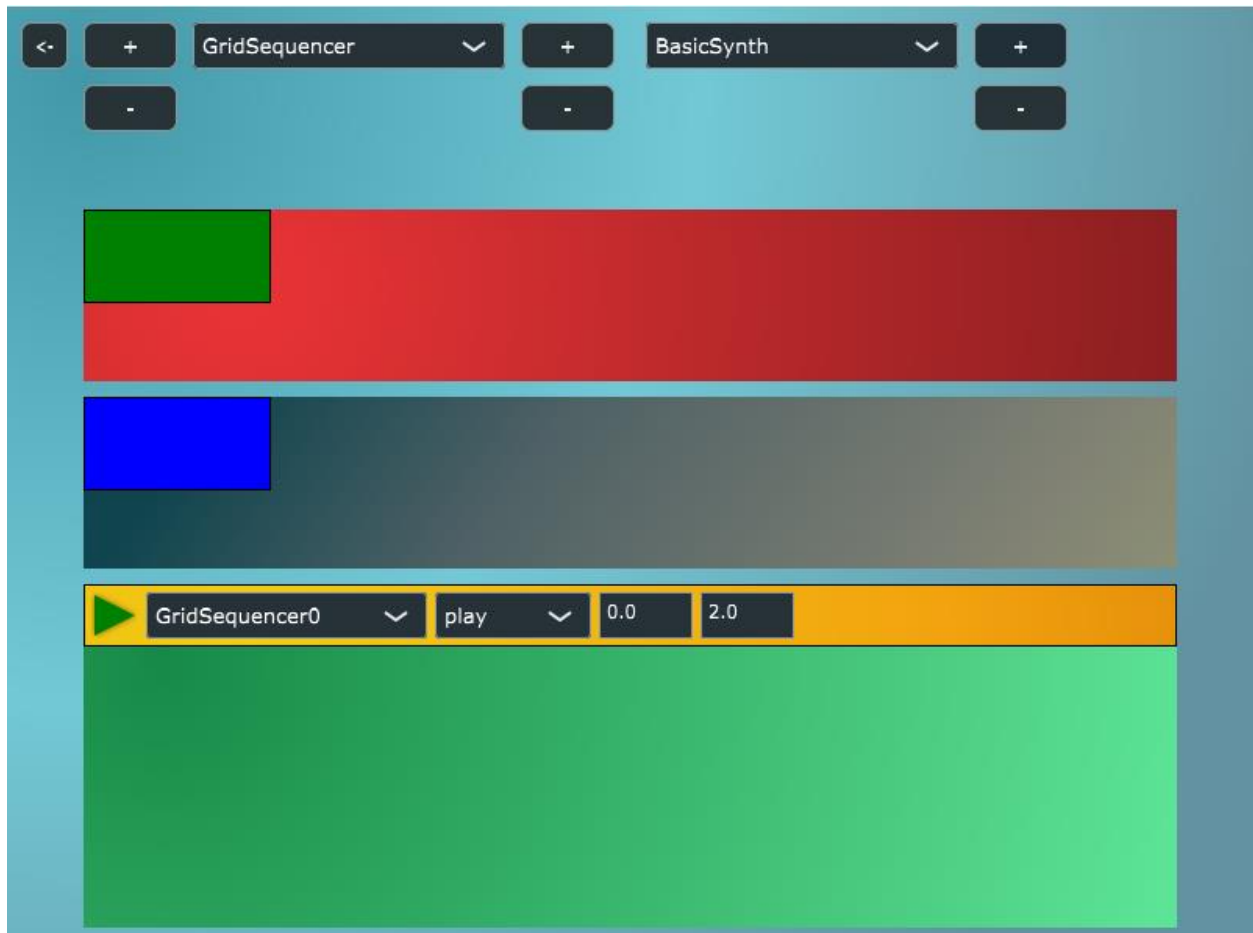 <- + GridSequencer + BasicSynth +
- - -
GridSequencer0 play 0.0 2.0